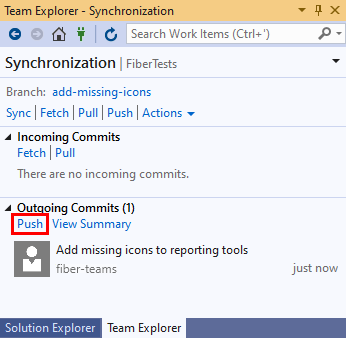 Team Explorer - Synchronization
Search Work Items (Ctrl+')
Synchronization | FiberTests
Branch: add-missing-icons
Sync | Fetch | Pull | Push | Actions
Incoming Commits
Fetch | Pull
There are no incoming commits.
Outgoing Commits (1)
Push | View Summary
Add missing icons to reporting tools
fiber-teams just now
Solution Explorer Team Explorer